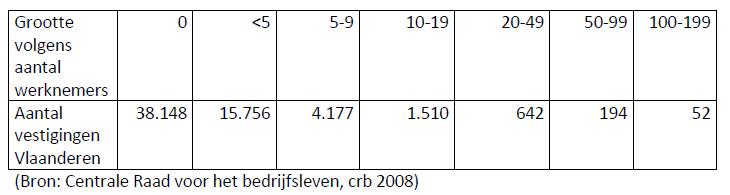 Grootte volgens aantal werknemers 0 <5 5-9 10-19 20-49 50-99 100-199
Aantal vestigingen Vlaanderen 38.148 15.756 4.177 1.510 642 194 52
(Bron: Centrale Raad voor het bedrijfsleven, crb 2008)